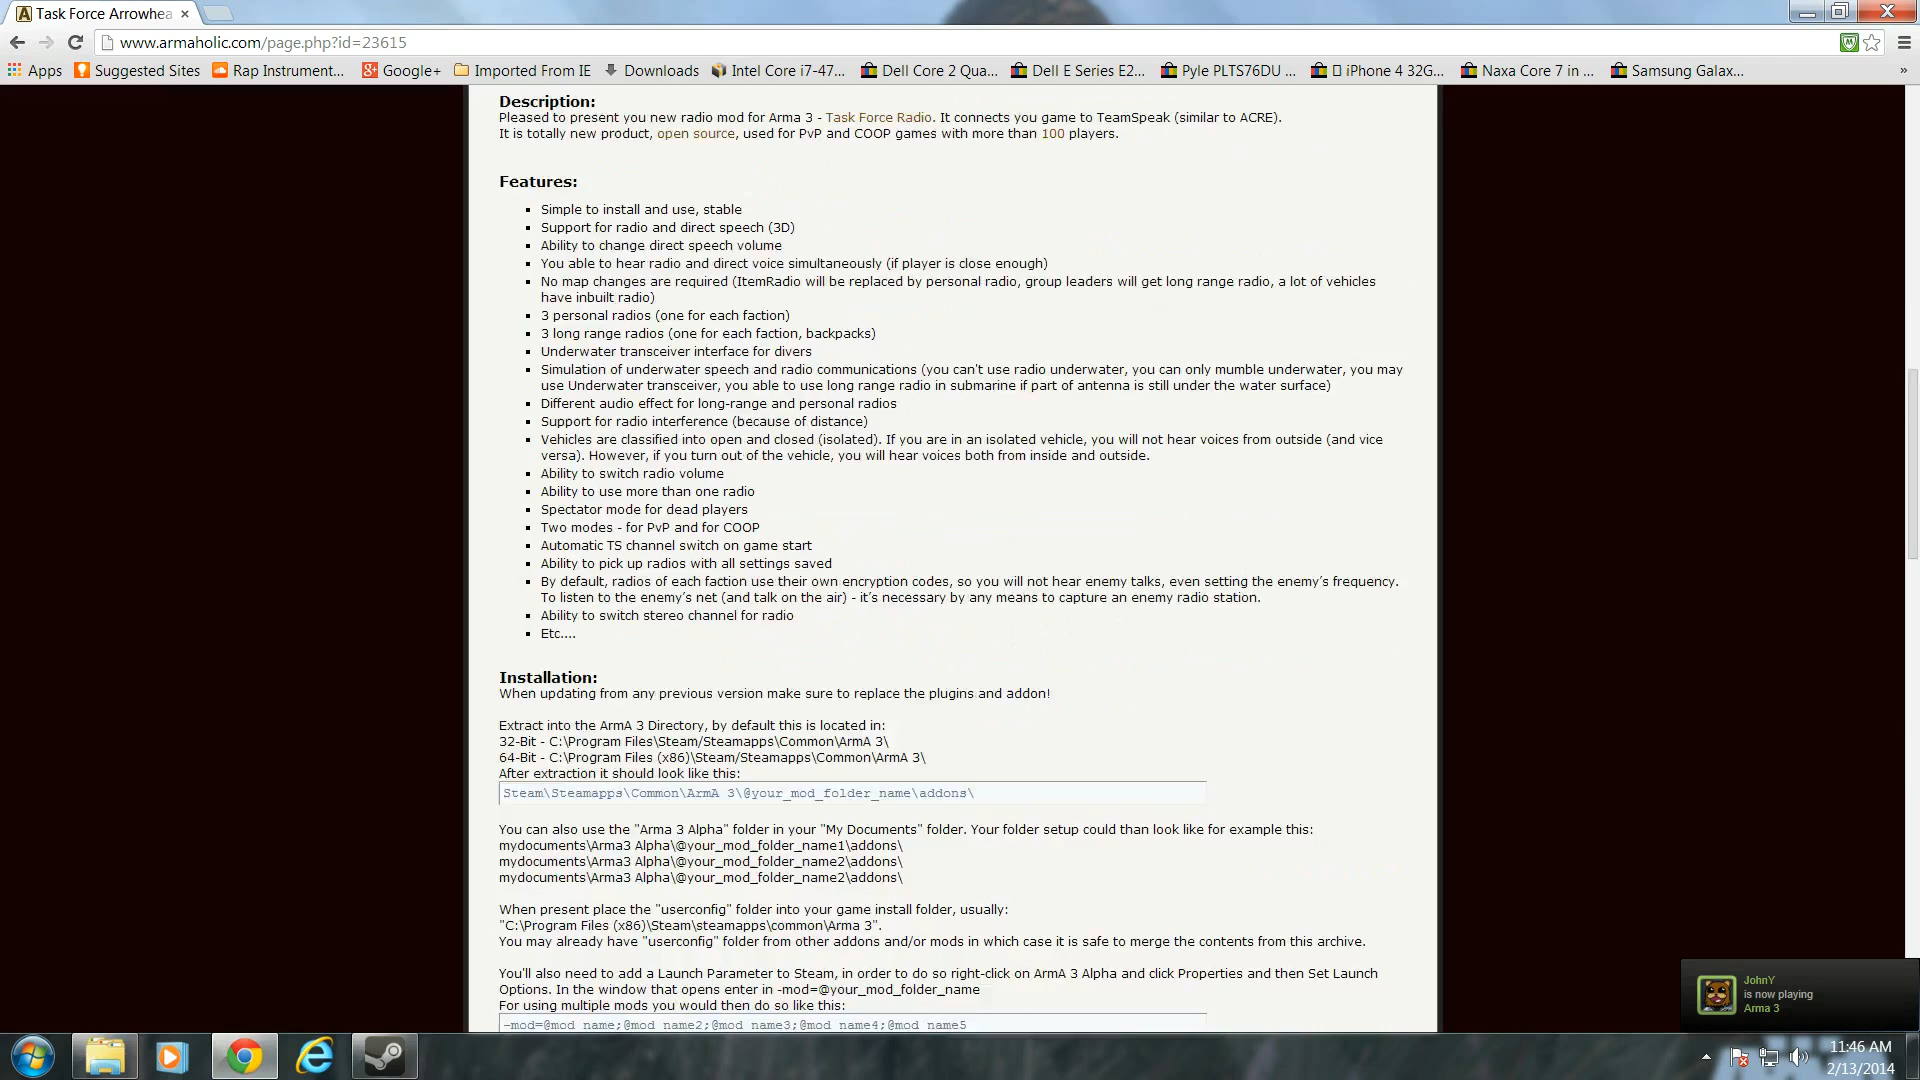 Task Force Arrowhea
www.armaholic.com/page.php?id=23615
Apps Suggested Sites Rap Instrument... Google+ Imported From IE Downloads Intel Core i7-47... Dell Core 2 Qua... Dell E Series E2... Pyle PLTS76DU ... iPhone 4 32G... Naxa Core 7 in ... Samsung Galax... »
Description:
Pleased to present you new radio mod for Arma 3 - Task Force Radio. It connects you game to TeamSpeak (similar to ACRE).
It is totally new product, open source, used for PvP and COOP games with more than 100 players.
Features:
Simple to install and use, stable
Support for radio and direct speech (3D)
Ability to change direct speech volume
You able to hear radio and direct voice simultaneously (if player is close enough)
No map changes are required (ItemRadio will be replaced by personal radio, group leaders will get long range radio, a lot of vehicles
have inbuilt radio)
3 personal radios (one for each faction)
3 long range radios (one for each faction, backpacks)
Underwater transceiver interface for divers
Simulation of underwater speech and radio communications (you can't use radio underwater, you can only mumble underwater, you may
use Underwater transceiver, you able to use long range radio in submarine if part of antenna is still under the water surface)
Different audio effect for long-range and personal radios
Support for radio interference (because of distance)
Vehicles are classified into open and closed (isolated). If you are in an isolated vehicle, you will not hear voices from outside (and vice
versa). However, if you turn out of the vehicle, you will hear voices both from inside and outside.
Ability to switch radio volume
Ability to use more than one radio
Spectator mode for dead players
Two modes - for PvP and for COOP
Automatic TS channel switch on game start
Ability to pick up radios with all settings saved
By default, radios of each faction use their own encryption codes, so you will not hear enemy talks, even setting the enemy’s frequency.
To listen to the enemy’s net (and talk on the air) - it’s necessary by any means to capture an enemy radio station.
Ability to switch stereo channel for radio
Etc....
Installation:
When updating from any previous version make sure to replace the plugins and addon!
Extract into the ArmA 3 Directory, by default this is located in:
32-Bit - C:\Program Files\Steam/Steamapps\Common\ArmA 3\
64-Bit - C:\Program Files (x86)\Steam/Steamapps\Common\ArmA 3\
After extraction it should look like this:
Steam\Steamapps\Common\ArmA 3\@your_mod_folder_name\addons\
You can also use the "Arma 3 Alpha" folder in your "My Documents" folder. Your folder setup could than look like for example this:
mydocuments\Arma3 Alpha\@your_mod_folder_name1\addons\
mydocuments\Arma3 Alpha\@your_mod_folder_name2\addons\
mydocuments\Arma3 Alpha\@your_mod_folder_name2\addons\
When present place the "userconfig" folder into your game install folder, usually:
"C:\Program Files (x86)\Steam\steamapps\common\Arma 3".
You may already have "userconfig" folder from other addons and/or mods in which case it is safe to merge the contents from this archive.
You'll also need to add a Launch Parameter to Steam, in order to do so right-click on ArmA 3 Alpha and click Properties and then Set Launch
Options. In the window that opens enter in -mod=@your_mod_folder_name
For using multiple mods you would then do so like this:
-mod=@mod_name;@mod_name2;@mod_name3;@mod_name4;@mod_name5
JohnY
is now playing
Arma 3
11:46 AM
2/13/2014